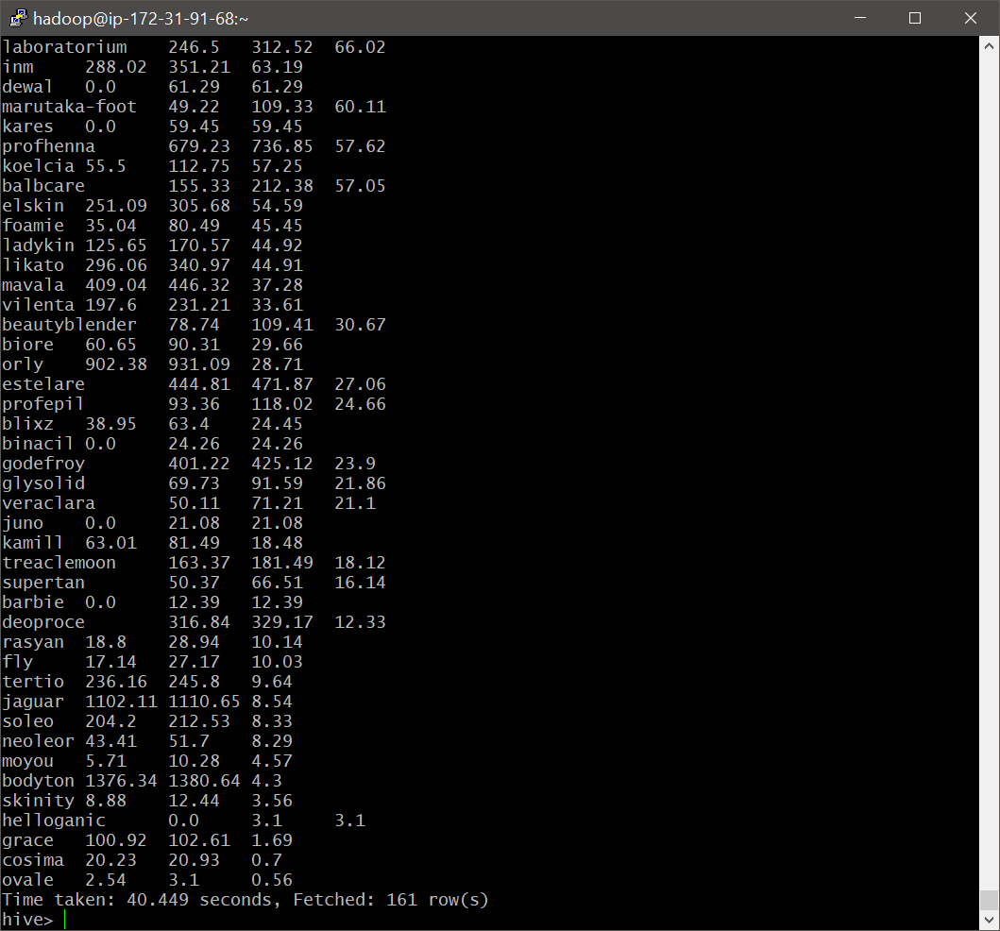 hadoop@ip-172-31-91-68:~
laboratorium 246.5 312.52 66.02
inm 288.02 351.21 63.19
dewal 0.0 61.29 61.29
marutaka-foot 49.22 109.33 60.11
kares 0.0 59.45 59.45
profhenna 679.23 736.85 57.62
koelcia 55.5 112.75 57.25
balbcare 155.33 212.38 57.05
elskin 251.09 305.68 54.59
foamie 35.04 80.49 45.45
ladykin 125.65 170.57 44.92
likato 296.06 340.97 44.91
mavala 409.04 446.32 37.28
vilenta 197.6 231.21 33.61
beautyblender 78.74 109.41 30.67
biore 60.65 90.31 29.66
orly 902.38 931.09 28.71
estelare 444.81 471.87 27.06
profepil 93.36 118.02 24.66
blixz 38.95 63.4 24.45
binacil 0.0 24.26 24.26
godefroy 401.22 425.12 23.9
glysolid 69.73 91.59 21.86
veraclara 50.11 71.21 21.1
juno 0.0 21.08 21.08
kamill 63.01 81.49 18.48
treaclemoon 163.37 181.49 18.12
supertan 50.37 66.51 16.14
barbie 0.0 12.39 12.39
deoproce 316.84 329.17 12.33
rasyan 18.8 28.94 10.14
fly 17.14 27.17 10.03
tertio 236.16 245.8 9.64
jaguar 1102.11 1110.65 8.54
soleo 204.2 212.53 8.33
neoleor 43.41 51.7 8.29
moyou 5.71 10.28 4.57
bodyton 1376.34 1380.64 4.3
skinity 8.88 12.44 3.56
helloganic 0.0 3.1 3.1
grace 100.92 102.61 1.69
cosima 20.23 20.93 0.7
ovale 2.54 3.1 0.56
Time taken: 40.449 seconds, Fetched: 161 row(s)
hive>